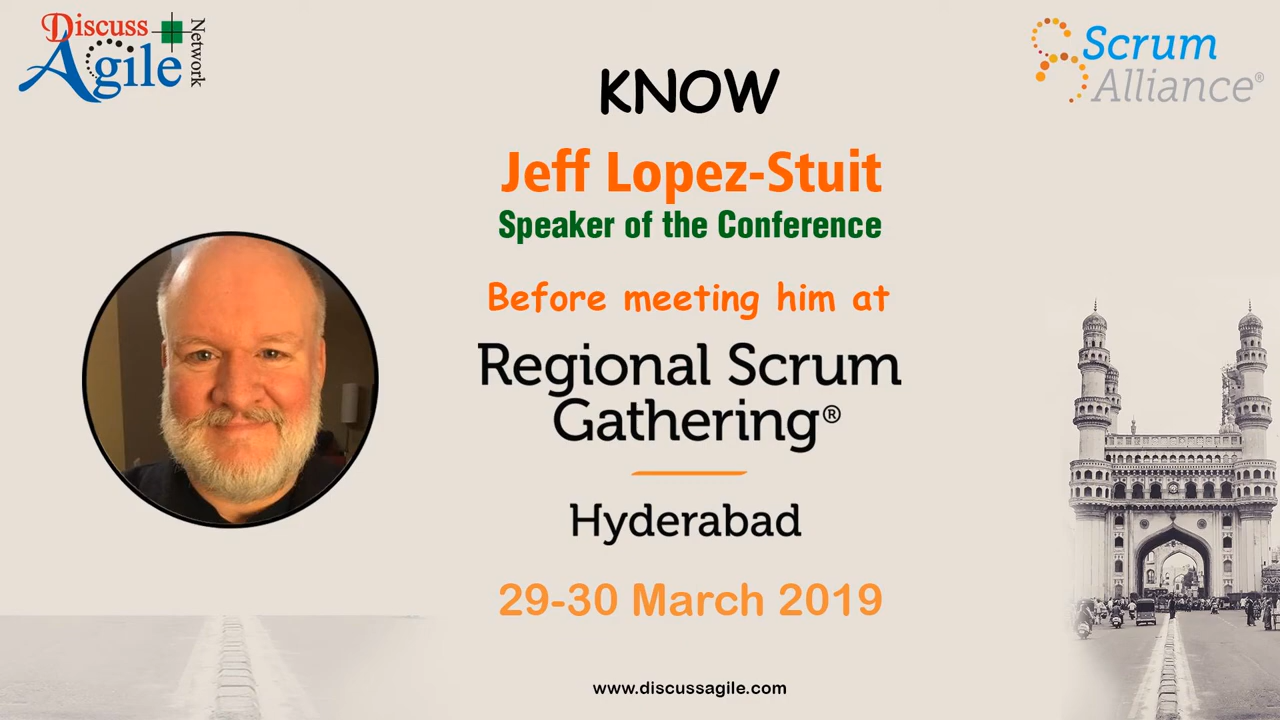 Discuss
Agile
Network
Scrum
Alliance®
KNOW
Jeff Lopez-Stuit
Speaker of the Conference
Before meeting him at
Regional Scrum
Gathering®
Hyderabad
29-30 March 2019
www.discussagile.com